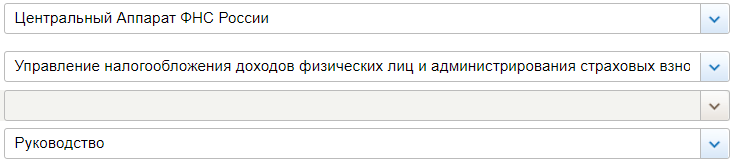 Центральный Аппарат ФНС России
Управление налогообложения доходов физических лиц и администрирования страховых взно
Руководство